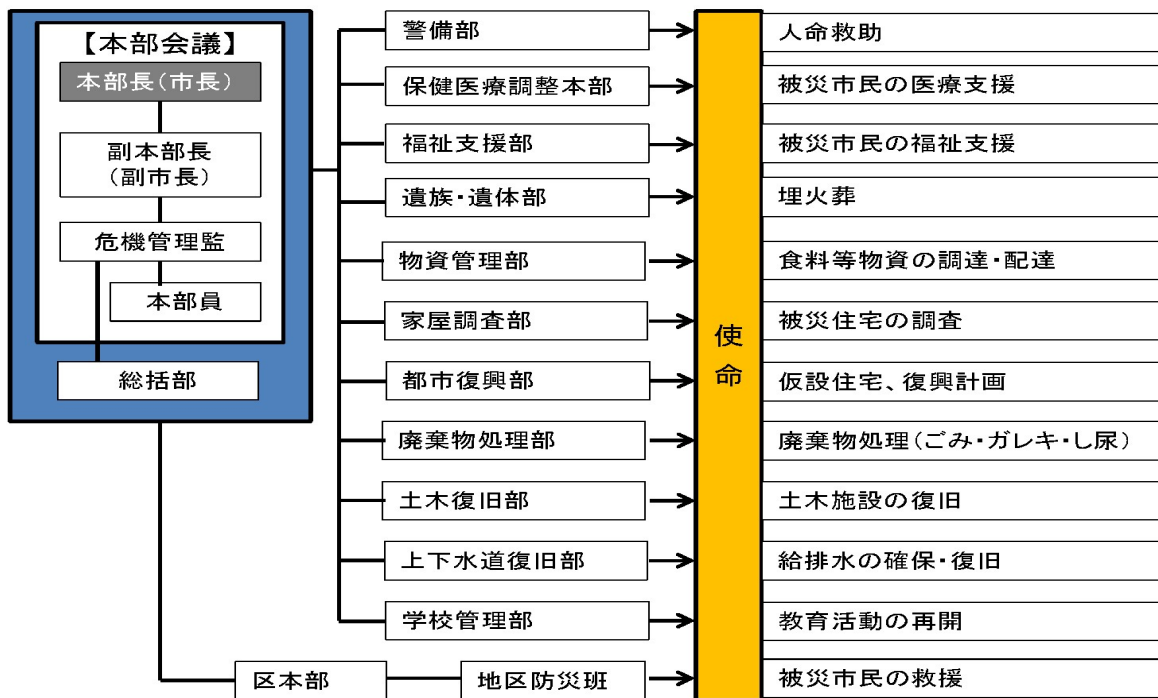 【本部会議】
本部長(市長)
副本部長
(副市長)
危機管理監
本部員
総括部
警備部
人命救助
保健医療調整本部
被災市民の医療支援
福祉支援部
被災市民の福祉支援
遺族・遺体部
埋火葬
物資管理部
食料等物資の調達・配達
家屋調査部
被災住宅の調査
都市復興部
仮設住宅、復興計画
廃棄物処理部
廃棄物処理(ごみ・ガレキ・し尿)
土木復旧部
土木施設の復旧
上下水道復旧部
給排水の確保・復旧
学校管理部
教育活動の再開
区本部
地区防災班
被災市民の救援
使命